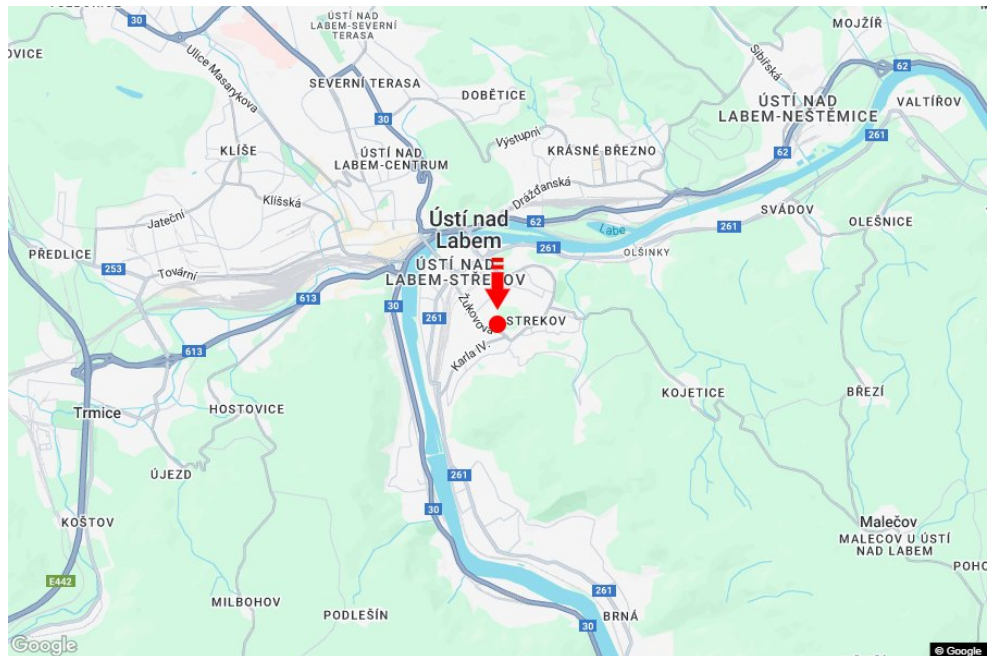 30
ÚSTÍ NAD
LABEM-SEVERNÍ
TERASA
MOJŽÍŘ
OVICE
Ulice Masarykova
SEVERNÍ TERASA
Sibiřská
62
DOBĚTICE
ÚSTÍ NAD
LABEM-NEŠTĚMICE
VALTÍŘOV
30
Výstupní
261
KLÍŠE
ÚSTÍ NAD
LABEM-CENTRUM
KRÁSNÉ BŘEZNO
62
Drážďanská
Klíšská
Jateční
Ústí nad
Labem
62
SVÁDOV
OLEŠNICE
Labe
261
261
OLŠINKY
PŘEDLICE
253
Tovární
ÚSTÍ NAD
LABEM-STŘEKOV
613
30
261
Žukovova
STREKOV
613
Karla IV.
Trmice
HOSTOVICE
KOJETICE
BŘEZÍ
ÚJEZD
261
30
KOŠTOV
Malečov
MALECOV U ÚSTÍ
NAD LABEM
POHO
E442
261
MILBOHOV
PODLEŠÍN
BRNÁ
30
Google
© Google